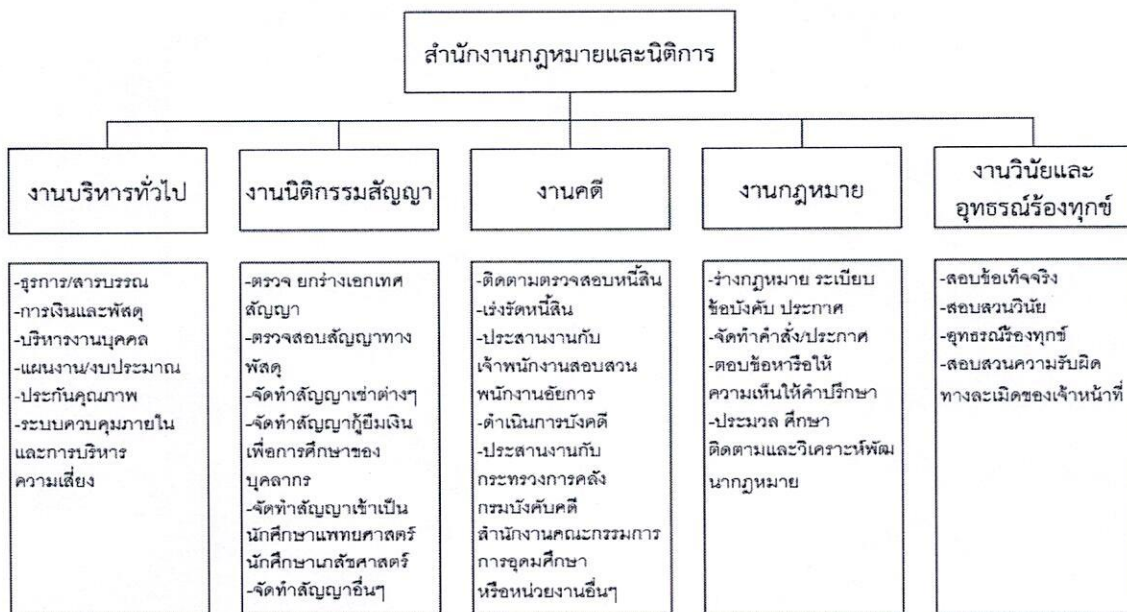 สำนักงานกฎหมายและนิติการ
งานบริหารทั่วไป
งานนิติกรรมสัญญา
งานคดี
งานกฎหมาย
งานวินัยและ
อุทธรณ์ร้องทุกข์
-ธุรการ/สารบรรณ
-การเงินและพัสดุ
-บริหารงานบุคคล
-แผนงาน/งบประมาณ
-ประกันคุณภาพ
-ระบบควบคุมภายใน
และการบริหาร
ความเสี่ยง
-ตรวจ ยกร่างเอกเทศ
สัญญา
-ตรวจสอบสัญญาทาง
พัสดุ
-จัดทำสัญญาเช่าต่างๆ
-จัดทำสัญญากู้ยืมเงิน
เพื่อการศึกษาของ
บุคลากร
-จัดทำสัญญาเข้าเป็น
นักศึกษาแพทยศาสตร์
นักศึกษาเภสัชศาสตร์
-จัดทำสัญญาอื่นๆ
-ติดตามตรวจสอบหนี้สิน
-เร่งรัดหนี้สิน
-ประสานงานกับ
เจ้าพนักงานสอบสวน
พนักงานอัยการ
-ดำเนินการบังคดี
-ประสานงานกับ
กระทรวงการคลัง
กรมบังคับคดี
สำนักงานคณะกรรมการ
การอุดมศึกษา
หรือหน่วยงานอื่นๆ
-ร่างกฎหมาย ระเบียบ
ข้อบังคับ ประกาศ
-จัดทำคำสั่ง/ประกาศ
-ตอบข้อหารือให้
ความเห็นให้คำปรึกษา
-ประมวล ศึกษา
ติดตามและวิเคราะห์พัฒ
นากฎหมาย
-สอบข้อเท็จจริง
-สอบสวนวินัย
-อุทธรณ์ร้องทุกข์
-สอบสวนความรับผิด
ทางละเมิดของเจ้าหน้าที่